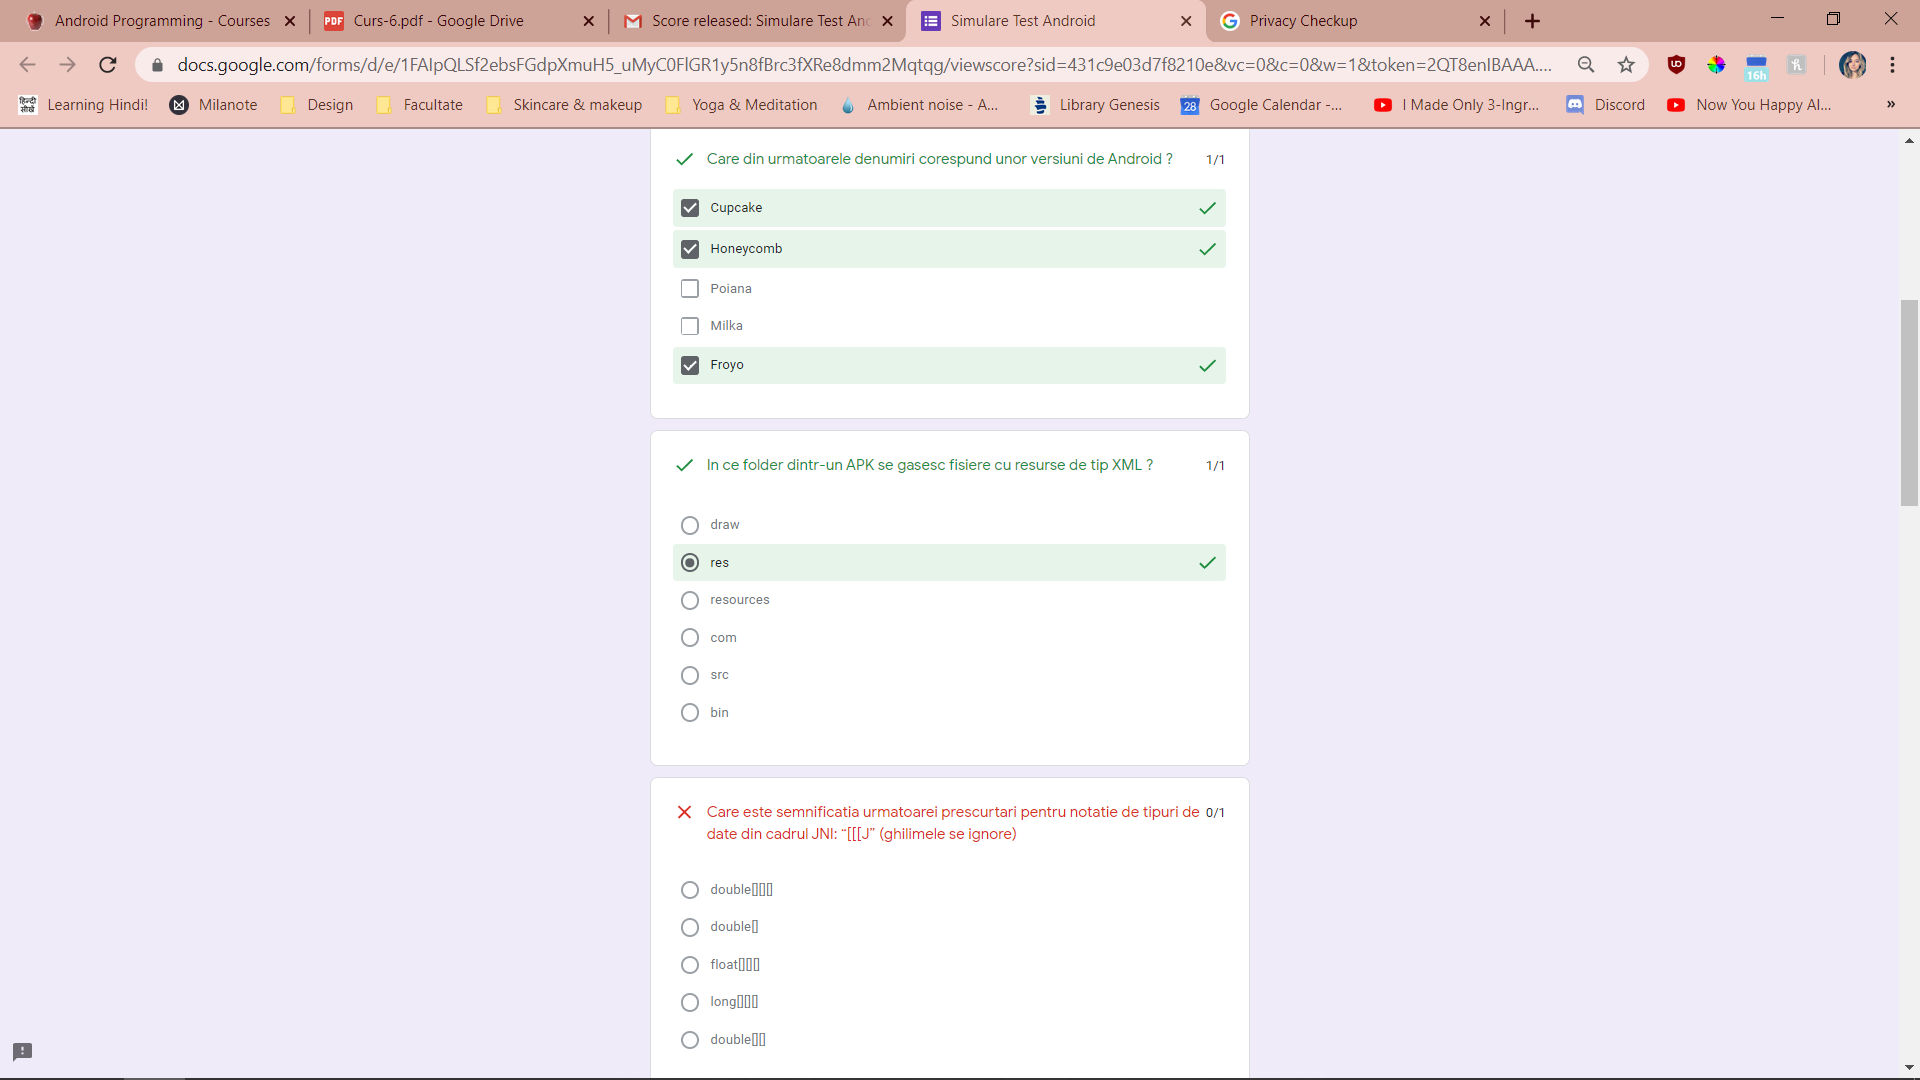 Android Programming - Courses
PDF Curs-6.pdf - Google Drive
Score released: Simulare Test And
Simulare Test Android
Privacy Checkup
docs.google.com/forms/d/e/1FAIpQLSf2ebsFGdpXmuH5_uMyC0FlGR1y5n8fBrc3fXRe8dmm2Mqtqg/viewscore?sid=431c9e03d7f8210e&vc=0&c=0&w=1&token=2QT8enIBAAA....
16h
हिन्दी सीखें Learning Hindi!
Milanote
Design
Facultate
Skincare & makeup
Yoga & Meditation
Ambient noise - A...
Library Genesis
28 Google Calendar -...
I Made Only 3-Ingr...
Discord
Now You Happy Al...
»
Care din urmatoarele denumiri corespund unor versiuni de Android ? 1/1
Cupcake
Honeycomb
Poiana
Milka
Froyo
In ce folder dintr-un APK se gasesc fisiere cu resurse de tip XML ? 1/1
draw
res
resources
com
src
bin
Care este semnificatia urmatoarei prescurtari pentru notatie de tipuri de 0/1
date din cadrul JNI: “[[[J” (ghilimele se ignore)
double[][][]
double[]
float[][][]
long[][][]
double[][]